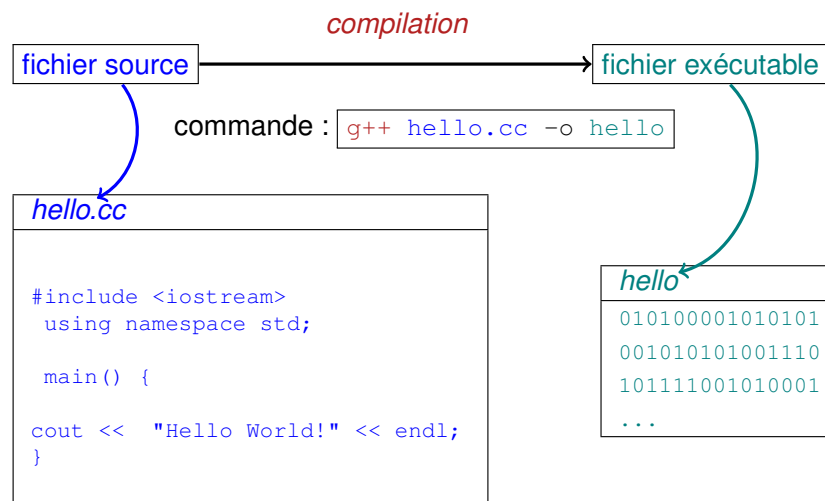 compilation
fichier source
fichier exécutable
commande : g++ hello.cc -o hello
hello.cc
#include <iostream>
using namespace std;
main() {
cout << "Hello World!" << endl;
}
hello
010100001010101
001010101001110
101111001010001
...